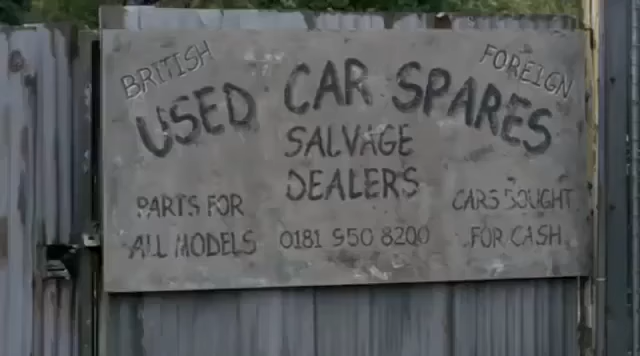 BRITISH
FOREIGN
USED CAR SPARES
SALVAGE
DEALERS
PARTS FOR
ALL MODELS
0181 950 8200
CARS BOUGHT
FOR CASH